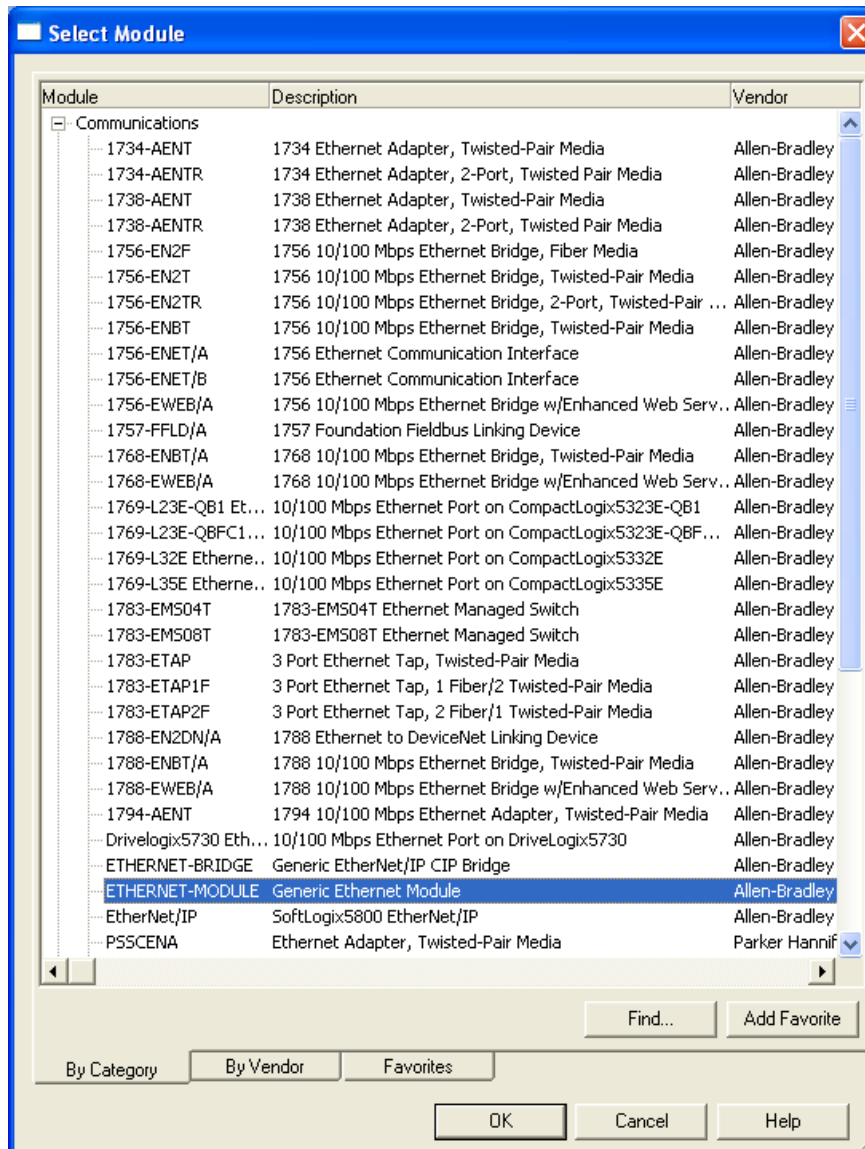 Select Module
Module Description Vendor
Communications
1734-AENT 1734 Ethernet Adapter, Twisted-Pair Media Allen-Bradley
1734-AENTR 1734 Ethernet Adapter, 2-Port, Twisted Pair Media Allen-Bradley
1738-AENT 1738 Ethernet Adapter, Twisted-Pair Media Allen-Bradley
1738-AENTR 1738 Ethernet Adapter, 2-Port, Twisted Pair Media Allen-Bradley
1756-EN2F 1756 10/100 Mbps Ethernet Bridge, Fiber Media Allen-Bradley
1756-EN2T 1756 10/100 Mbps Ethernet Bridge, Twisted-Pair Media Allen-Bradley
1756-EN2TR 1756 10/100 Mbps Ethernet Bridge, 2-Port, Twisted-Pair ... Allen-Bradley
1756-ENBT 1756 10/100 Mbps Ethernet Bridge, Twisted-Pair Media Allen-Bradley
1756-ENET/A 1756 Ethernet Communication Interface Allen-Bradley
1756-ENET/B 1756 Ethernet Communication Interface Allen-Bradley
1756-EWEB/A 1756 10/100 Mbps Ethernet Bridge w/Enhanced Web Serv.. Allen-Bradley
1757-FFLD/A 1757 Foundation Fieldbus Linking Device Allen-Bradley
1768-ENBT/A 1768 10/100 Mbps Ethernet Bridge, Twisted-Pair Media Allen-Bradley
1768-EWEB/A 1768 10/100 Mbps Ethernet Bridge w/Enhanced Web Serv.. Allen-Bradley
1769-L23E-QB1 Et... 10/100 Mbps Ethernet Port on CompactLogix5323E-QB1 Allen-Bradley
1769-L23E-QBFC1... 10/100 Mbps Ethernet Port on CompactLogix5323E-QBF... Allen-Bradley
1769-L32E Etherne.. 10/100 Mbps Ethernet Port on CompactLogix5332E Allen-Bradley
1769-L35E Etherne.. 10/100 Mbps Ethernet Port on CompactLogix5335E Allen-Bradley
1783-EMS04T 1783-EMS04T Ethernet Managed Switch Allen-Bradley
1783-EMS08T 1783-EMS08T Ethernet Managed Switch Allen-Bradley
1783-ETAP 3 Port Ethernet Tap, Twisted-Pair Media Allen-Bradley
1783-ETAP1F 3 Port Ethernet Tap, 1 Fiber/2 Twisted-Pair Media Allen-Bradley
1783-ETAP2F 3 Port Ethernet Tap, 2 Fiber/1 Twisted-Pair Media Allen-Bradley
1788-EN2DN/A 1788 Ethernet to DeviceNet Linking Device Allen-Bradley
1788-ENBT/A 1788 10/100 Mbps Ethernet Bridge, Twisted-Pair Media Allen-Bradley
1788-EWEB/A 1788 10/100 Mbps Ethernet Bridge w/Enhanced Web Serv.. Allen-Bradley
1794-AENT 1794 10/100 Mbps Ethernet Adapter, Twisted-Pair Media Allen-Bradley
Drivelogix5730 Eth... 10/100 Mbps Ethernet Port on DriveLogix5730 Allen-Bradley
ETHERNET-BRIDGE Generic EtherNet/IP CIP Bridge Allen-Bradley
ETHERNET-MODULE Generic Ethernet Module Allen-Bradley
EtherNet/IP SoftLogix5800 EtherNet/IP Allen-Bradley
PSSCENA Ethernet Adapter, Twisted-Pair Media Parker Hannif
Find... Add Favorite
By Category By Vendor Favorites
OK Cancel Help